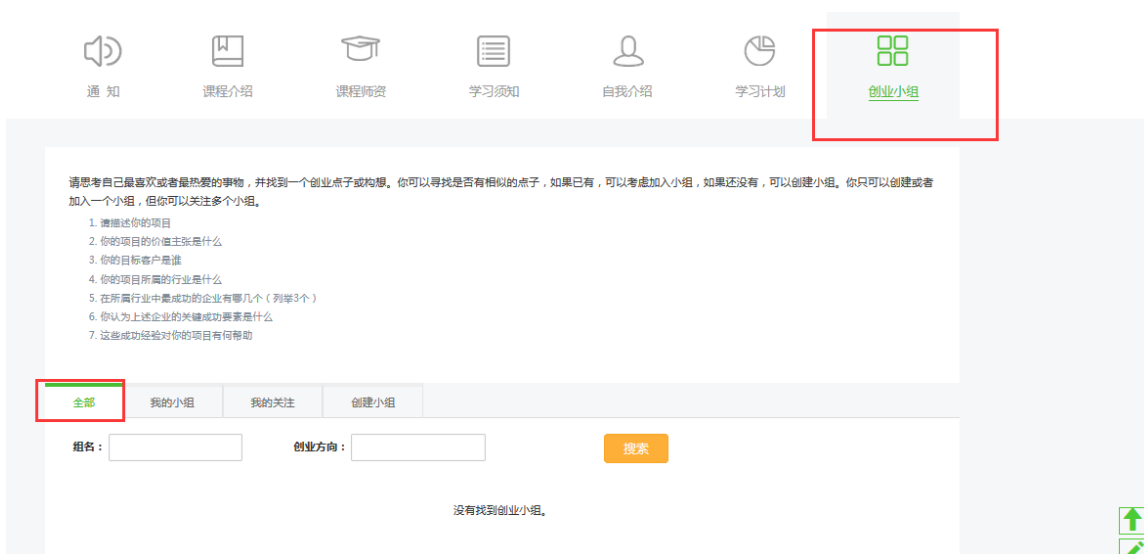 通 知
课程介绍
课程师资
学习须知
自我介绍
学习计划
创业小组
请思考自己最喜欢或者最热爱的事物，并找到一个创业点子或构想。你可以寻找是否有相似的点子，如果已有，可以考虑加入小组，如果还没有，可以创建小组。你只可以创建或者
加入一个小组，但你可以关注多个小组。
1. 请描述你的项目
2. 你的项目的价值主张是什么
3. 你的目标客户是谁
4. 你的项目所属的行业是什么
5. 在所属行业中最成功的企业有哪几个（列举3个）
6. 你认为上述企业的关键成功要素是什么
7. 这些成功经验对你的项目有何帮助
全部
我的小组
我的关注
创建小组
组名：
创业方向：
搜索
没有找到创业小组。